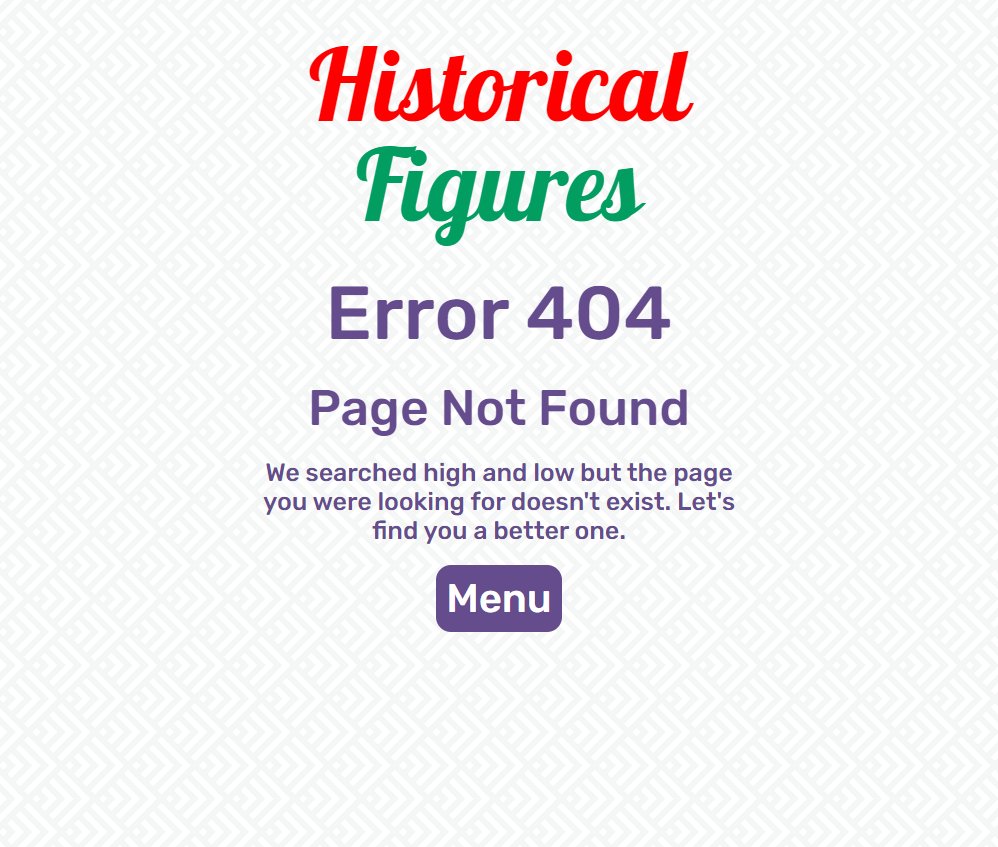 Historical
Figures
Error 404
Page Not Found
We searched high and low but the page
you were looking for doesn't exist. Let's
find you a better one.
Menu